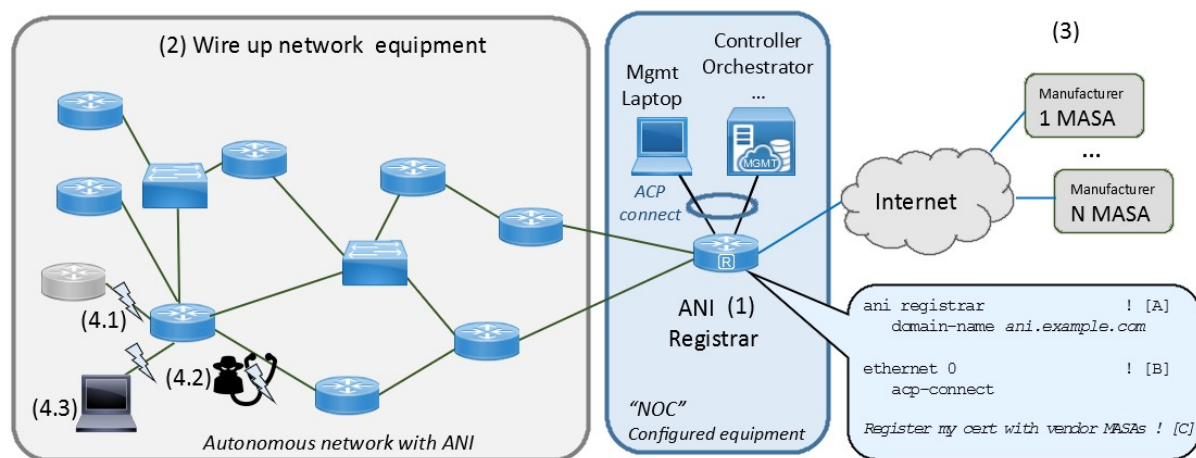 (2) Wire up network equipment
(4.1)
(4.2)
(4.3)
Autonomous network with ANI
Controller
Orchestrator
...
Mgmt
Laptop
MGMT
ACP
connect
R
ANI (1)
Registrar
"NOC"
Configured equipment
Internet
(3)
Manufacturer
1 MASA
...
Manufacturer
N MASA
ani registrar ! [A]
domain-name ani.example.com
ethernet 0 ! [B]
acp-connect
Register my cert with vendor MASAs ! [C]